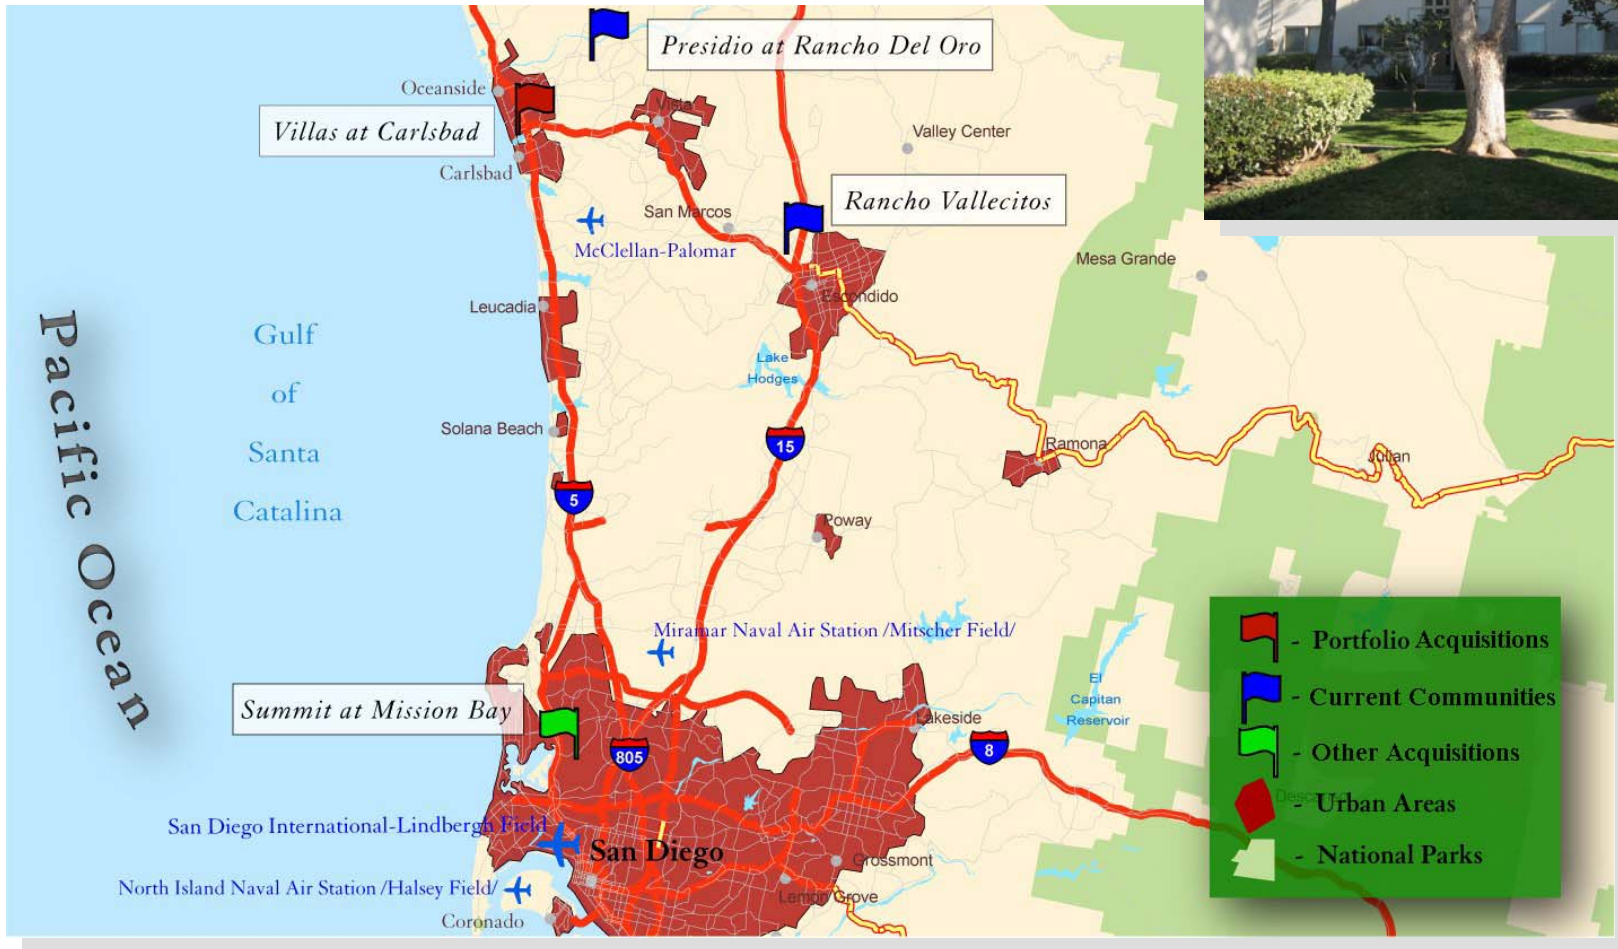 Presidio at Rancho Del Oro
Oceanside
Villas at Carlsbad
Vista
Valley Center
Carlsbad
San Marcos
Rancho Vallecitos
McClellan-Palomar
Mesa Grande
Escondido
Leucadia
Pacific Ocean
Gulf
of
Santa
Catalina
Lake
Hodges
Solana Beach
15
Ramona
Julian
5
Poway
Miramar Naval Air Station /Mitscher Field/
El
Capitan
Reservoir
Summit at Mission Bay
Lakeside
805
8
San Diego International-Lindbergh Field
San Diego
Grossmont
North Island Naval Air Station /Halsey Field/
Lemon Grove
Coronado
- Portfolio Acquisitions
- Current Communities
- Other Acquisitions
- Urban Areas
- National Parks